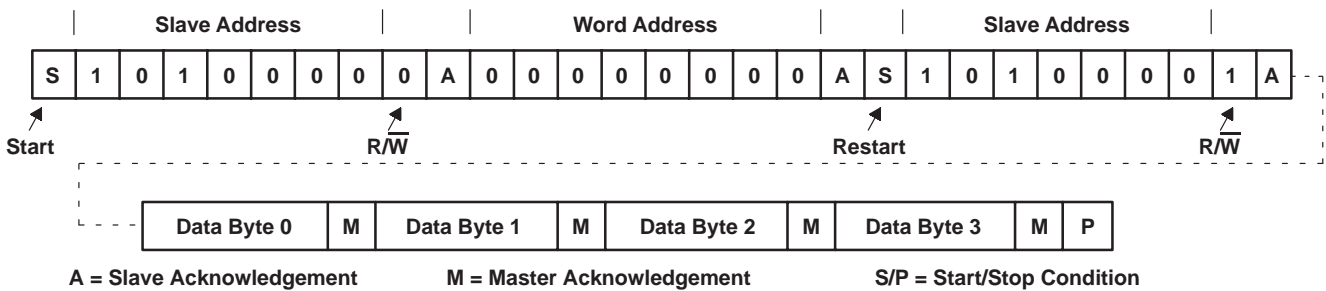 Slave Address Word Address Slave Address
S 1 0 1 0 0 0 0 0 A 0 0 0 0 0 0 0 0 A S 1 0 1 0 0 0 0 1 A
Start R/W̅ Restart R/W̅
Data Byte 0 M Data Byte 1 M Data Byte 2 M Data Byte 3 M P
A = Slave Acknowledgement M = Master Acknowledgement S/P = Start/Stop Condition